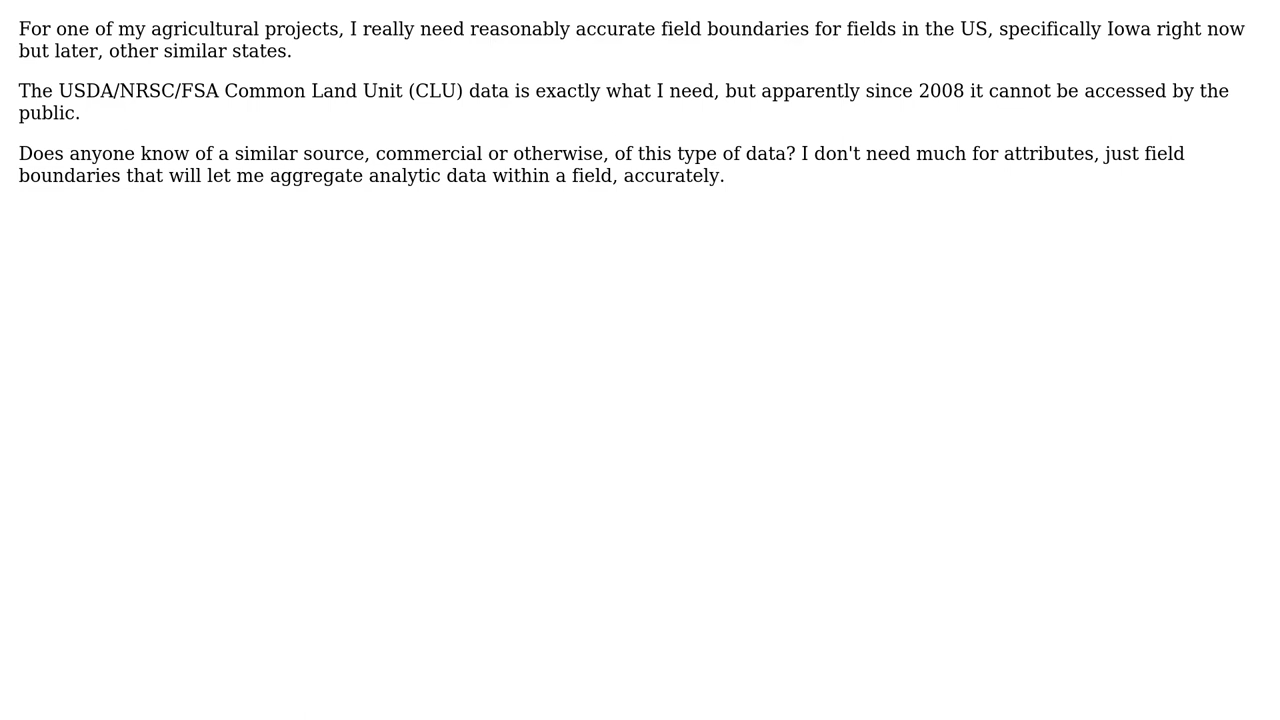 For one of my agricultural projects, I really need reasonably accurate field boundaries for fields in the US, specifically Iowa right now
but later, other similar states.
The USDA/NRSC/FSA Common Land Unit (CLU) data is exactly what I need, but apparently since 2008 it cannot be accessed by the
public.
Does anyone know of a similar source, commercial or otherwise, of this type of data? I don't need much for attributes, just field
boundaries that will let me aggregate analytic data within a field, accurately.